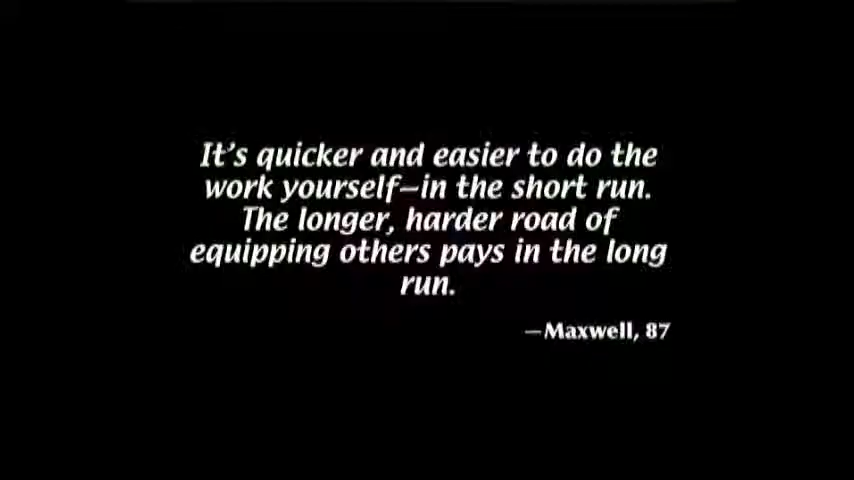 It's quicker and easier to do the
work yourself—in the short run.
The longer, harder road of
equipping others pays in the long
run.
—Maxwell, 87